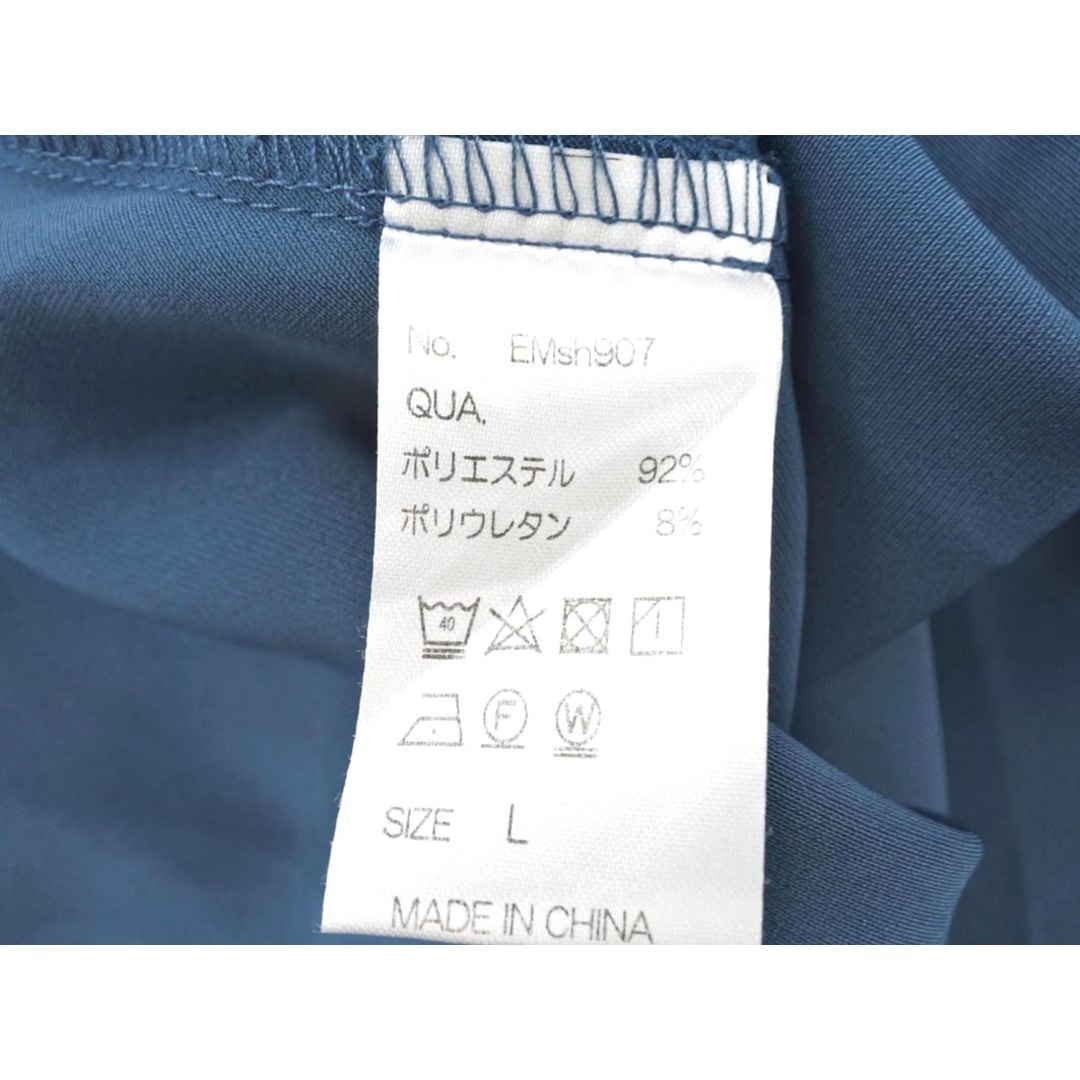 No. EMsh907
QUA.
ポリエステル 92%
ポリウレタン 8%
40
F W
SIZE L
MADE IN CHINA